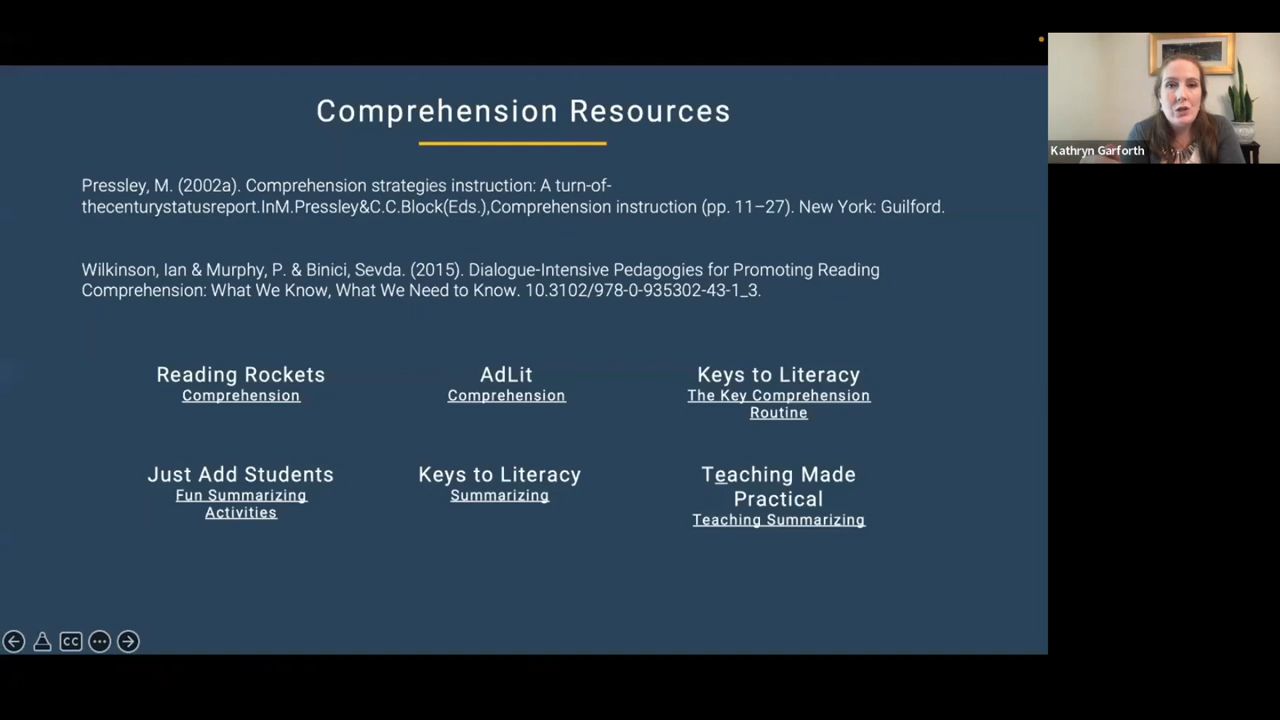 Comprehension Resources
Kathryn Garforth
Pressley, M. (2002a). Comprehension strategies instruction: A turn-of-
thecenturystatusreport.InM.Pressley&C.C.Block(Eds.),Comprehension instruction (pp. 11–27). New York: Guilford.
Wilkinson, Ian & Murphy, P. & Binici, Sevda. (2015). Dialogue-Intensive Pedagogies for Promoting Reading
Comprehension: What We Know, What We Need to Know. 10.3102/978-0-935302-43-1_3.
Reading Rockets
Comprehension
AdLit
Comprehension
Keys to Literacy
The Key Comprehension
Routine
Just Add Students
Fun Summarizing
Activities
Keys to Literacy
Summarizing
Teaching Made
Practical
Teaching Summarizing
CC